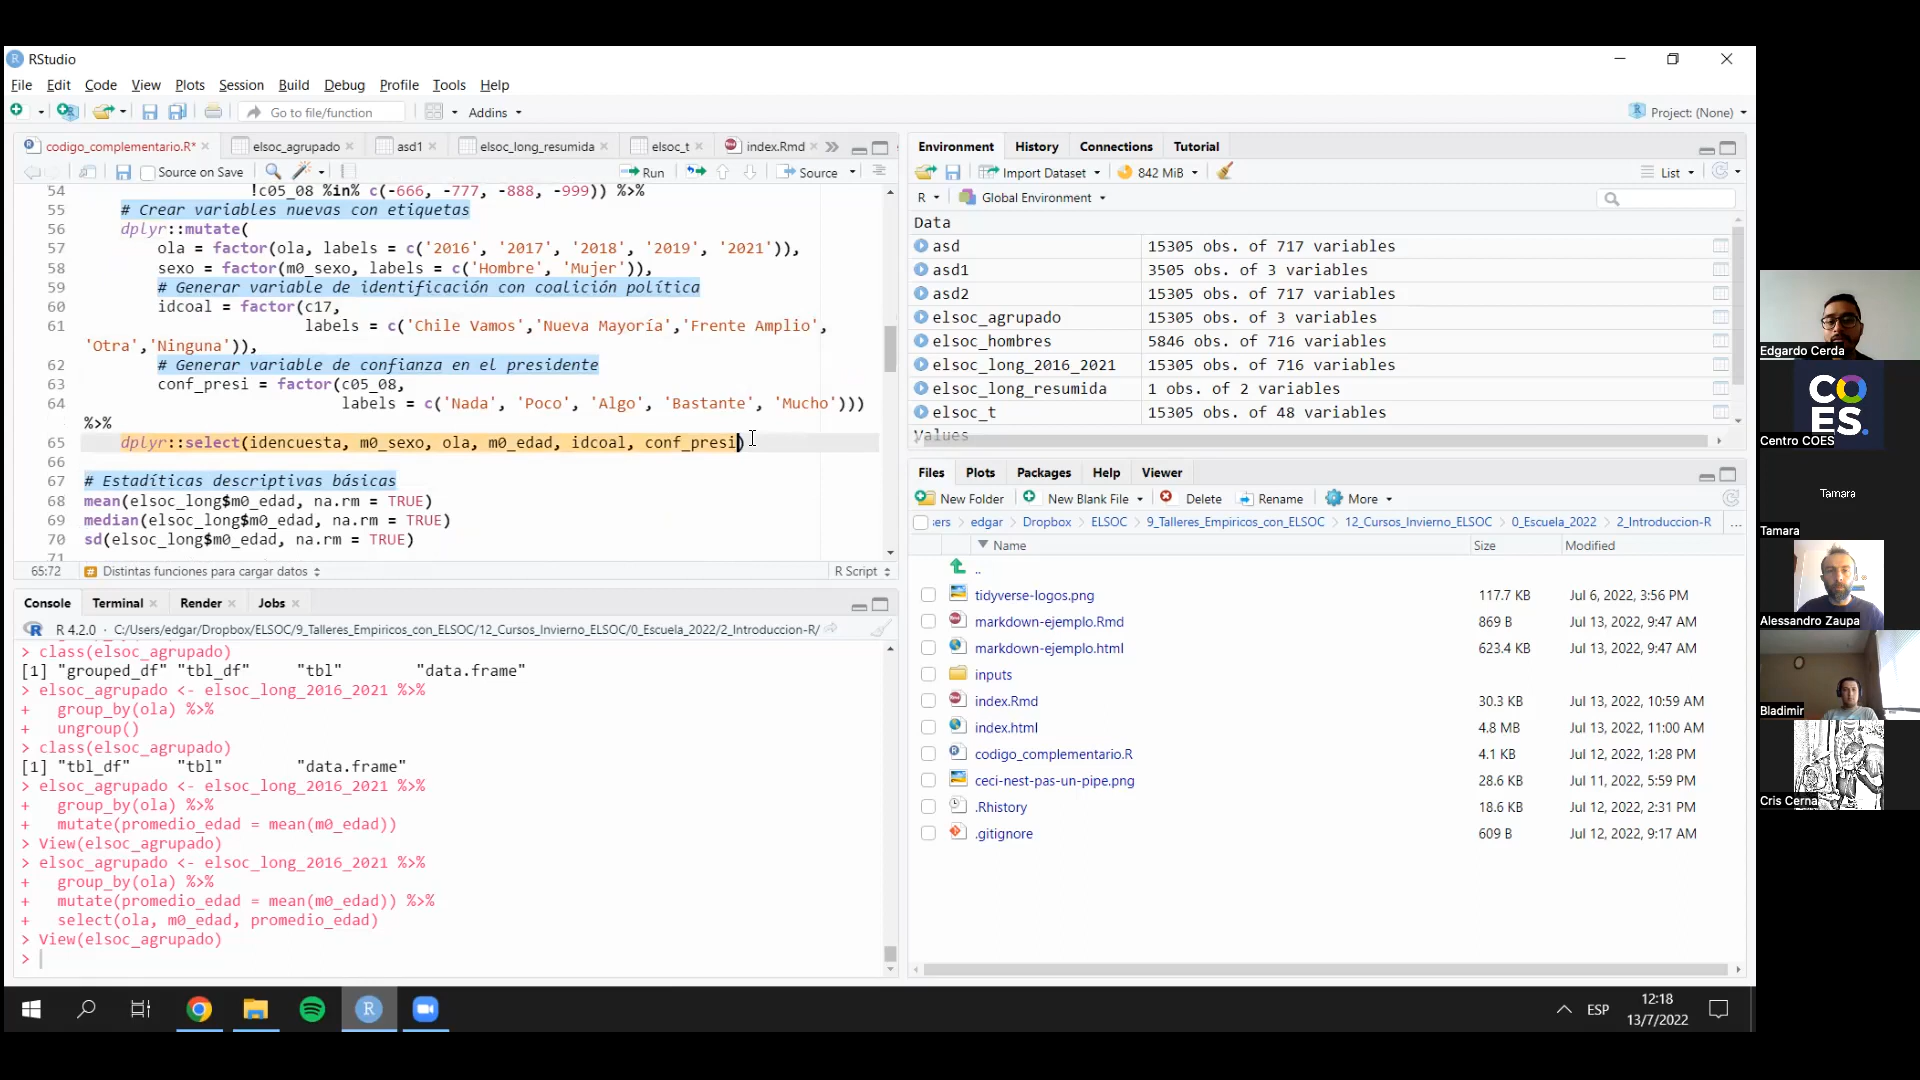 RStudio
File Edit Code View Plots Session Build Debug Profile Tools Help
Go to file/function Addins Project: (None)
codigo_complementario.R* elsoc_agrupado asd1 elsoc_long_resumida elsoc_t index.Rmd
Source on Save Run Source
54 !c05_08 %in% c(-666, -777, -888, -999)) %>%
55 # Crear variables nuevas con etiquetas
56 dplyr::mutate(
57 ola = factor(ola, labels = c('2016', '2017', '2018', '2019', '2021')),
58 sexo = factor(m0_sexo, labels = c('Hombre', 'Mujer')),
59 # Generar variable de identificación con coalición política
60 idcoal = factor(c17,
61 labels = c('Chile Vamos','Nueva Mayoría','Frente Amplio',
'Otra','Ninguna')),
62 # Generar variable de confianza en el presidente
63 conf_presi = factor(c05_08,
64 labels = c('Nada', 'Poco', 'Algo', 'Bastante', 'Mucho')))
%>%
65 dplyr::select(idencuesta, m0_sexo, ola, m0_edad, idcoal, conf_presi)
66
67 # Estadíticas descriptivas básicas
68 mean(elsoc_long$m0_edad, na.rm = TRUE)
69 median(elsoc_long$m0_edad, na.rm = TRUE)
70 sd(elsoc_long$m0_edad, na.rm = TRUE)
71
65:72 Distintas funciones para cargar datos R Script
Console Terminal Render Jobs
R 4.2.0 · C:/Users/edgar/Dropbox/ELSOC/9_Talleres_Empiricos_con_ELSOC/12_Cursos_Invierno_ELSOC/0_Escuela_2022/2_Introduccion-R/
> class(elsoc_agrupado)
[1] "grouped_df" "tbl_df" "tbl" "data.frame"
> elsoc_agrupado <- elsoc_long_2016_2021 %>%
+ group_by(ola) %>%
+ ungroup()
> class(elsoc_agrupado)
[1] "tbl_df" "tbl" "data.frame"
> elsoc_agrupado <- elsoc_long_2016_2021 %>%
+ group_by(ola) %>%
+ mutate(promedio_edad = mean(m0_edad))
> View(elsoc_agrupado)
> elsoc_agrupado <- elsoc_long_2016_2021 %>%
+ group_by(ola) %>%
+ mutate(promedio_edad = mean(m0_edad)) %>%
+ select(ola, m0_edad, promedio_edad)
> View(elsoc_agrupado)
>
Environment History Connections Tutorial
Import Dataset 842 MiB List
R Global Environment
Data
asd 15305 obs. of 717 variables
asd1 3505 obs. of 3 variables
asd2 15305 obs. of 717 variables
elsoc_agrupado 15305 obs. of 3 variables
elsoc_hombres 5846 obs. of 716 variables
elsoc_long_2016_2021 15305 obs. of 716 variables
elsoc_long_resumida 1 obs. of 2 variables
elsoc_t 15305 obs. of 48 variables
Values
Files Plots Packages Help Viewer
New Folder New Blank File Delete Rename More
sers edgar Dropbox ELSOC 9_Talleres_Empiricos_con_ELSOC 12_Cursos_Invierno_ELSOC 0_Escuela_2022 2_Introduccion-R ...
Name Size Modified
..
tidyverse-logos.png 117.7 KB Jul 6, 2022, 3:56 PM
markdown-ejemplo.Rmd 869 B Jul 13, 2022, 9:47 AM
markdown-ejemplo.html 623.4 KB Jul 13, 2022, 9:47 AM
inputs
index.Rmd 30.3 KB Jul 13, 2022, 10:59 AM
index.html 4.8 MB Jul 13, 2022, 11:00 AM
codigo_complementario.R 4.1 KB Jul 12, 2022, 1:28 PM
ceci-nest-pas-un-pipe.png 28.6 KB Jul 11, 2022, 5:59 PM
.Rhistory 18.6 KB Jul 12, 2022, 2:31 PM
.gitignore 609 B Jul 12, 2022, 9:17 AM
Edgardo Cerda
COES.
Centro COES
Tamara
Tamara
Alessandro Zaupa
Bladimir
Cris Cerna
ESP
12:18
13/7/2022